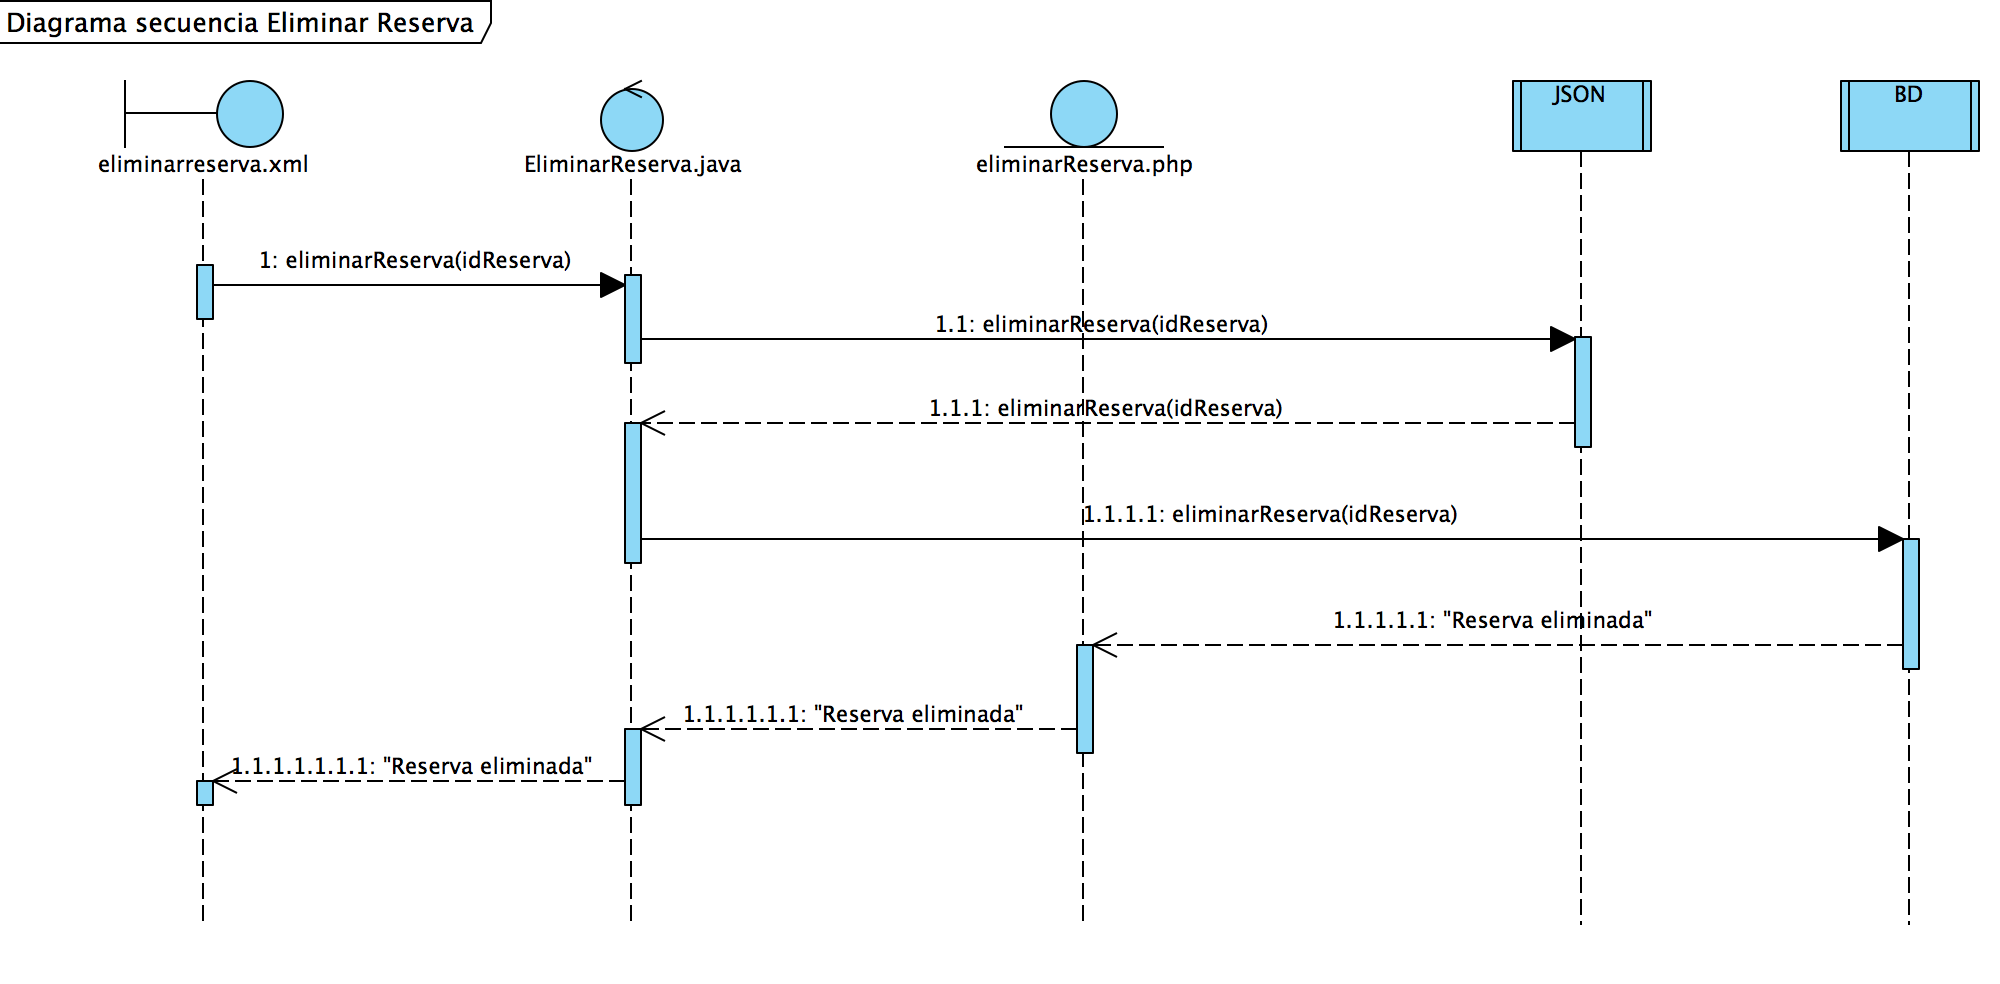 Diagrama secuencia Eliminar Reserva
JSON
BD
eliminarreserva.xml
EliminarReserva.java
eliminarReserva.php
1: eliminarReserva(idReserva)
1.1: eliminarReserva(idReserva)
1.1.1: eliminarReserva(idReserva)
1.1.1.1: eliminarReserva(idReserva)
1.1.1.1.1: "Reserva eliminada"
1.1.1.1.1.1: "Reserva eliminada"
1.1.1.1.1.1.1: "Reserva eliminada"